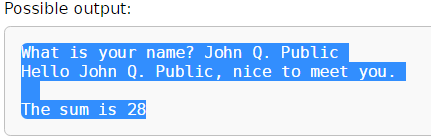 Possible output:
What is your name? John Q. Public
Hello John Q. Public, nice to meet you.
The sum is 28